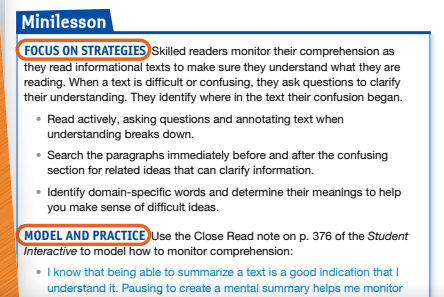 Minilesson
FOCUS ON STRATEGIES Skilled readers monitor their comprehension as
they read informational texts to make sure they understand what they are
reading. When a text is difficult or confusing, they ask questions to clarify
their understanding. They identify where in the text their confusion began.
• Read actively, asking questions and annotating text when
understanding breaks down.
• Search the paragraphs immediately before and after the confusing
section for related ideas that can clarify information.
• Identify domain-specific words and determine their meanings to help
you make sense of difficult ideas.
MODEL AND PRACTICE Use the Close Read note on p. 376 of the Student
Interactive to model how to monitor comprehension:
• I know that being able to summarize a text is a good indication that I
understand it. Pausing to create a mental summary helps me monitor